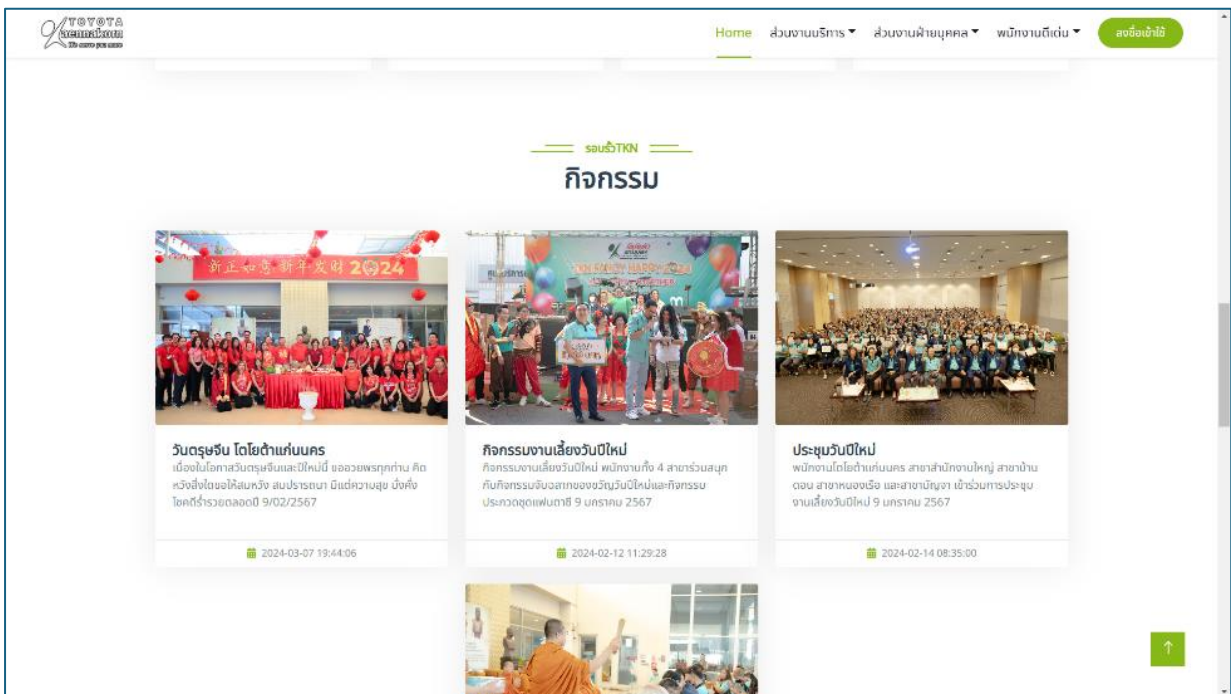 TOYOTA
Kaennakorn
We serve you more
Home ส่วนงานบริการ ส่วนงานฝ่ายบุคคล พนักงานดีเด่น ลงชื่อเข้าใช้
รอบรั้วTKN
กิจกรรม
新正如意 新年发财 2024
วันตรุษจีน โตโยต้าแก่นนคร
เนื่องในโอกาสวันตรุษจีนและปีใหม่นี้ ขออวยพรทุกท่าน คิด
หวังสิ่งใดขอให้สมหวัง สมปรารถนา มีแต่ความสุข มั่งคั่ง
โชคดีร่ำรวยตลอดปี 9/02/2567
2024-03-07 19:44:06
กิจกรรมงานเลี้ยงวันปีใหม่
กิจกรรมงานเลี้ยงวันปีใหม่ พนักงานทั้ง 4 สาขาร่วมสนุก
กับกิจกรรมจับฉลากของขวัญวันปีใหม่และกิจกรรม
ประกวดชุดแฟนตาซี 9 มกราคม 2567
2024-02-12 11:29:28
ประชุมวันปีใหม่
พนักงานโตโยต้าแก่นนคร สาขาสำนักงานใหญ่ สาขาบ้าน
ดอน สาขาหนองเรือ และสาขามัญจา เข้าร่วมการประชุม
งานเลี้ยงวันปีใหม่ 9 มกราคม 2567
2024-02-14 08:35:00